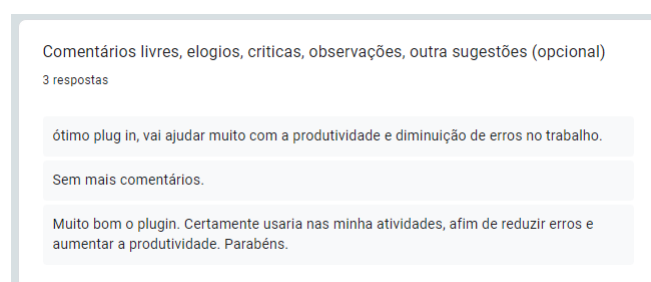 Comentários livres, elogios, criticas, observações, outra sugestões (opcional)
3 respostas
ótimo plug in, vai ajudar muito com a produtividade e diminuição de erros no trabalho.
Sem mais comentários.
Muito bom o plugin. Certamente usaria nas minha atividades, afim de reduzir erros e
aumentar a produtividade. Parabéns.